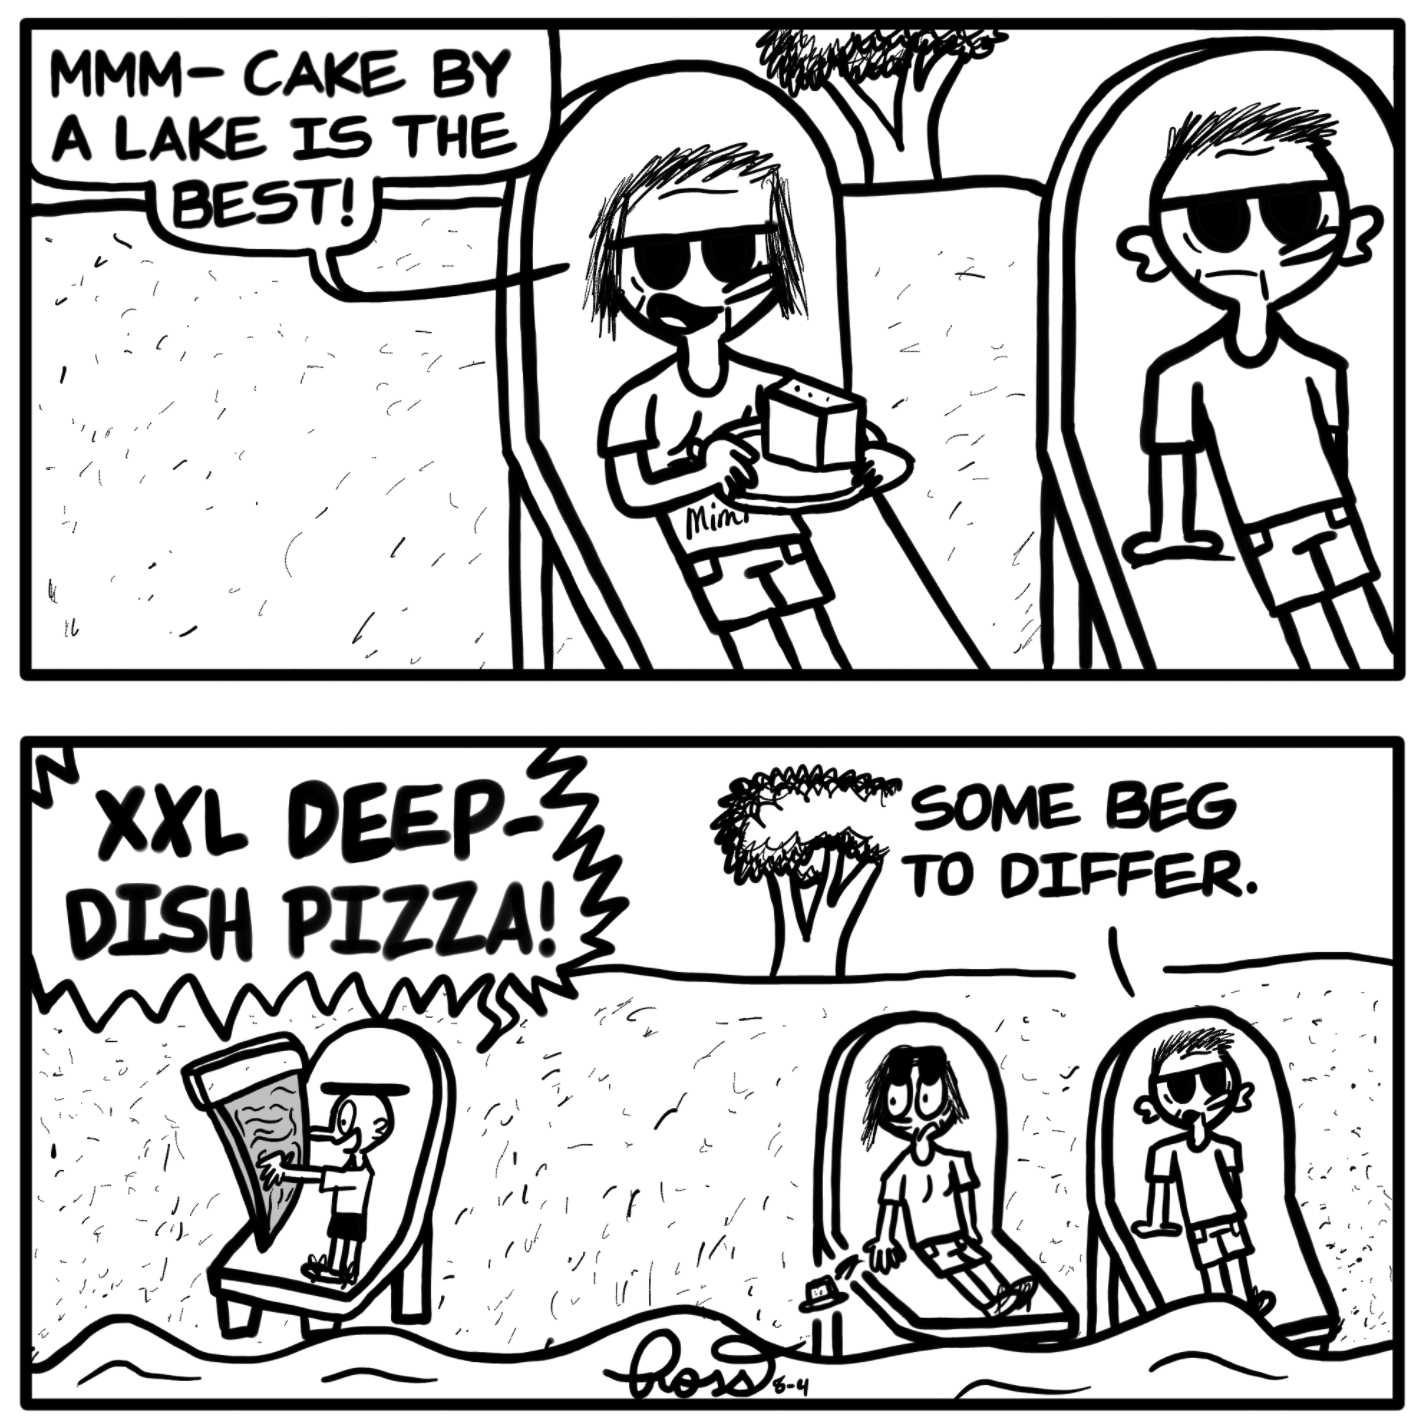 MMM- CAKE BY
A LAKE IS THE
BEST!
Mimi
XXL DEEP-
DISH PIZZA!
SOME BEG
TO DIFFER.
Ross
8-4